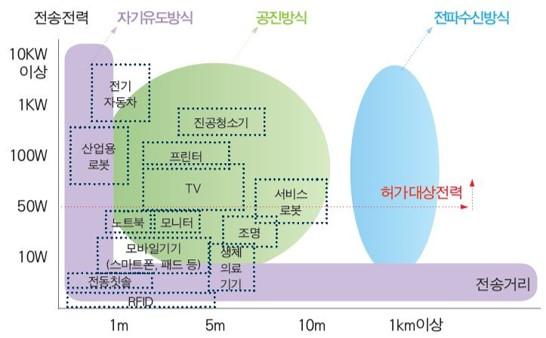 전송전력
자기유도방식
공진방식
전파수신방식
10KW
이상
전기
자동차
1KW
진공청소기
산업용
로봇
100W
프린터
TV
서비스
로봇
허가 대상전력
50W
노트북
모니터
조명
10W
모바일기기
(스마트폰, 패드 등)
생체
의료
기기
전동칫솔
전송거리
RFID
1m
5m
10m
1km이상